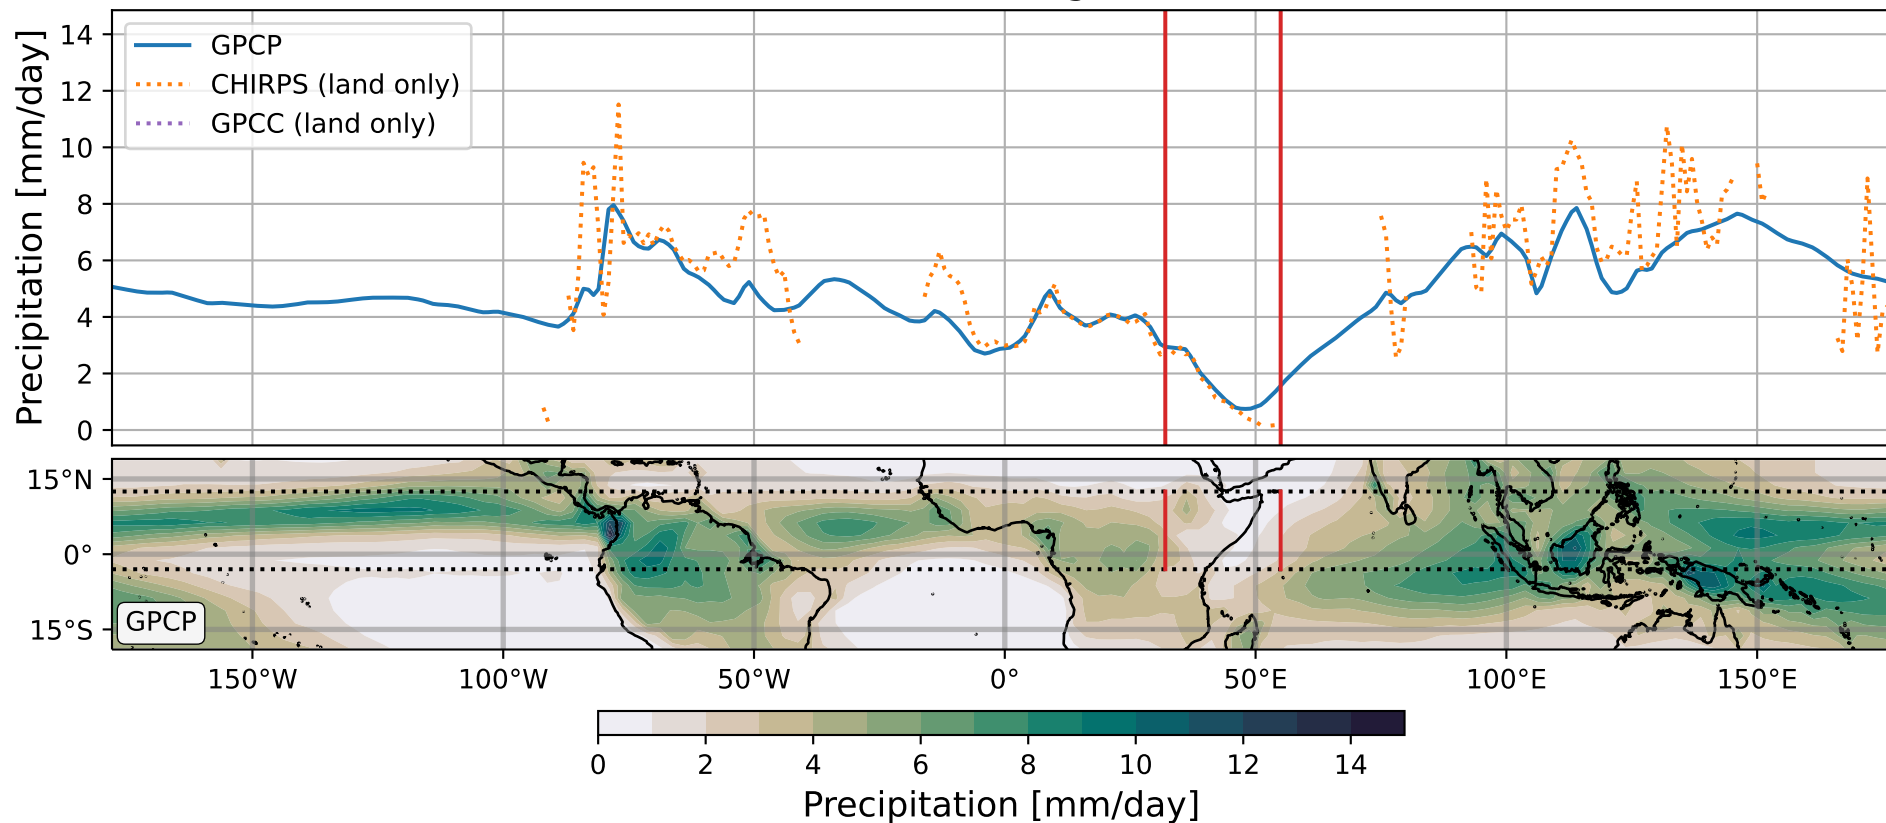 Precipitation [mm/day]
14
12
10
8
6
4
2
0
GPCP
CHIRPS (land only)
GPCC (land only)
15°N
0°
15°S
GPCP
150°W 100°W 50°W 0° 50°E 100°E 150°E
0 2 4 6 8 10 12 14
Precipitation [mm/day]